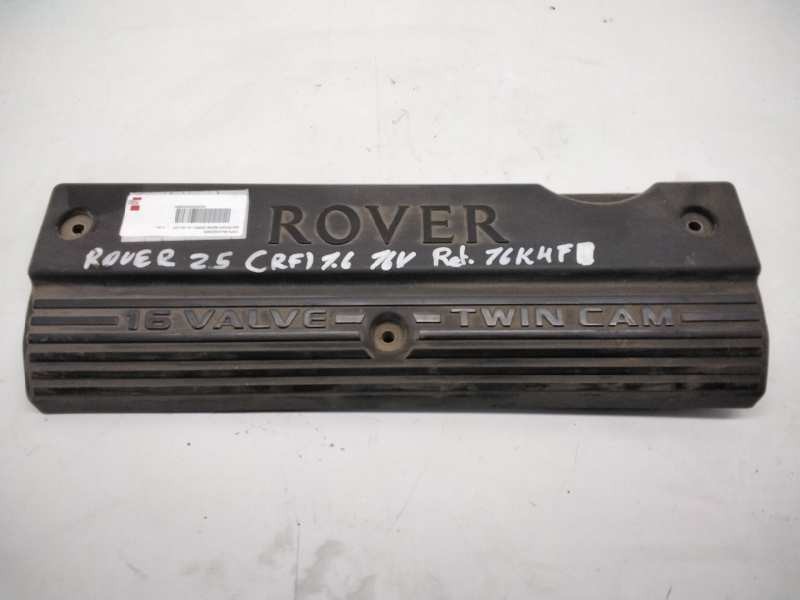 ROVER
ROVER 25 (RF) 1.6 16V Ref. 16K4F
16 VALVE TWIN CAM